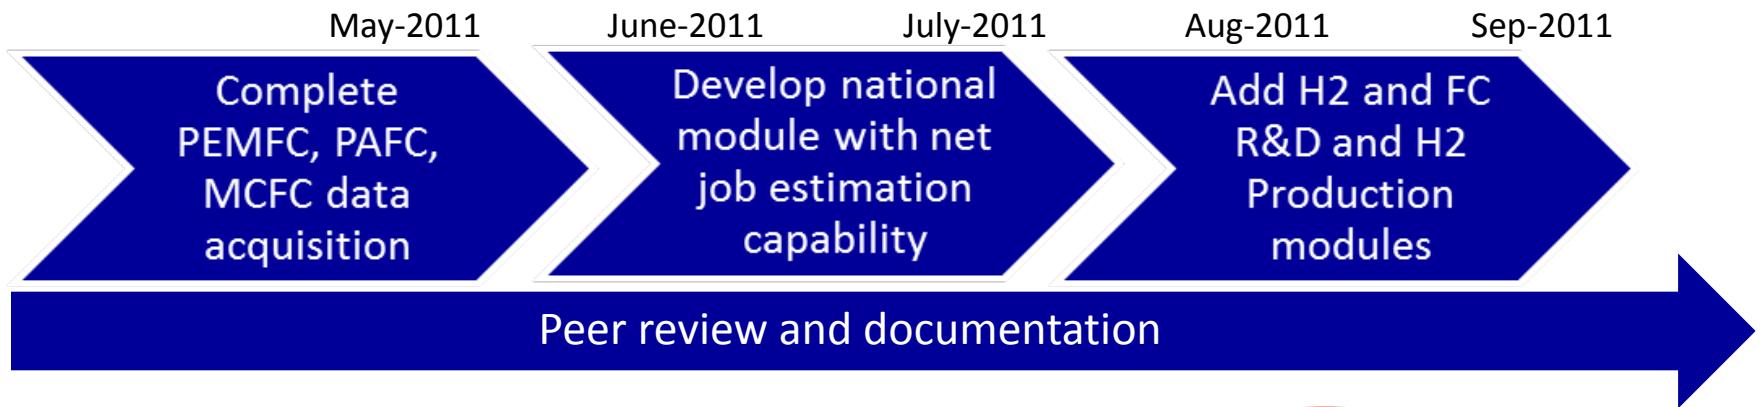 May-2011 June-2011 July-2011 Aug-2011 Sep-2011
Complete
PEMFC, PAFC,
MCFC data
acquisition
Develop national
module with net
job estimation
capability
Add H2 and FC
R&D and H2
Production
modules
Peer review and documentation